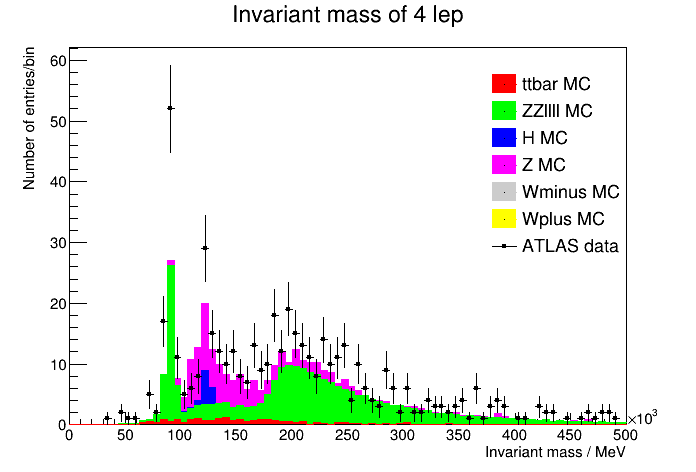 Invariant mass of 4 lep
Number of entries/bin
60
50
40
30
20
10
0
ttbar MC
ZZllll MC
H MC
Z MC
Wminus MC
Wplus MC
ATLAS data
0 50 100 150 200 250 300 350 400 450 500
×10³
Invariant mass / MeV